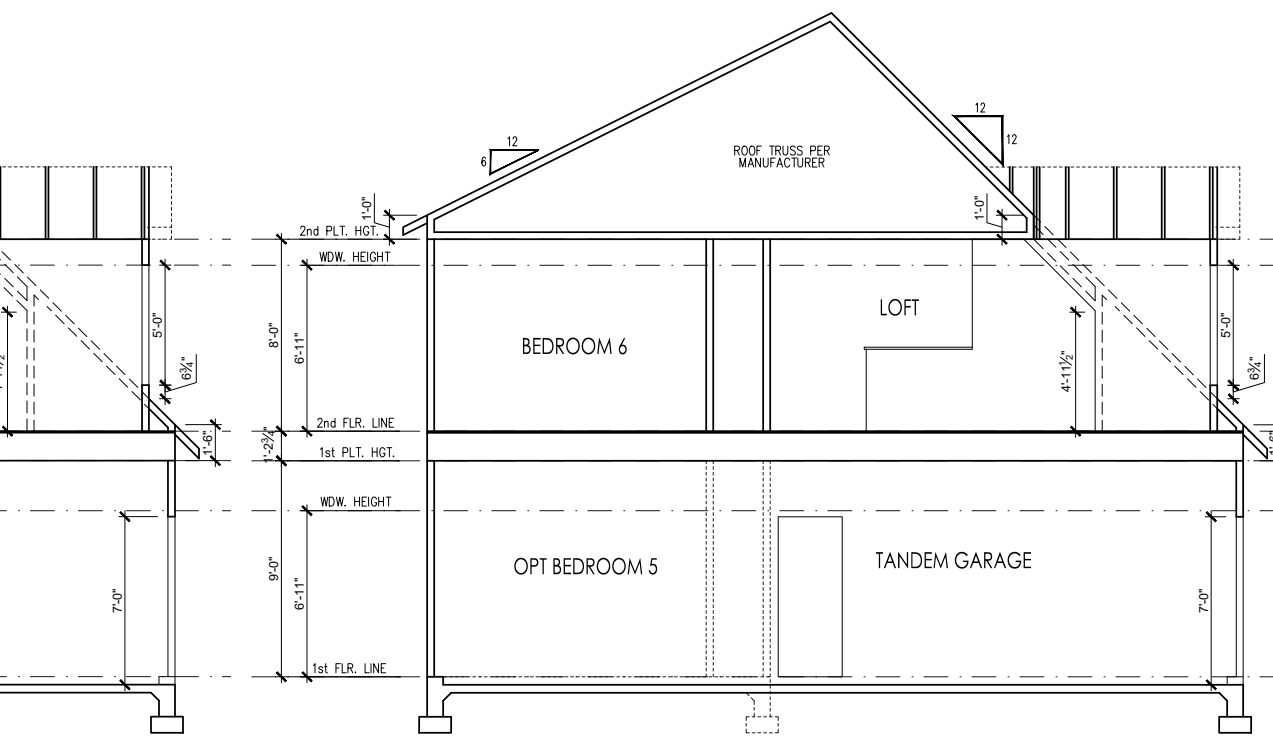 12
6
12
12
ROOF TRUSS PER
MANUFACTURER
1'-0"
1'-0"
2nd PLT. HGT.
WDW. HEIGHT
5'-0"
8'-0"
6'-11"
BEDROOM 6
LOFT
4'-11½"
5'-0"
6¾"
6¾"
2nd FLR. LINE
1'-6"
1'-2¾"
1st PLT. HGT.
WDW. HEIGHT
7'-0"
9'-0"
6'-11"
OPT BEDROOM 5
TANDEM GARAGE
7'-0"
1st FLR. LINE